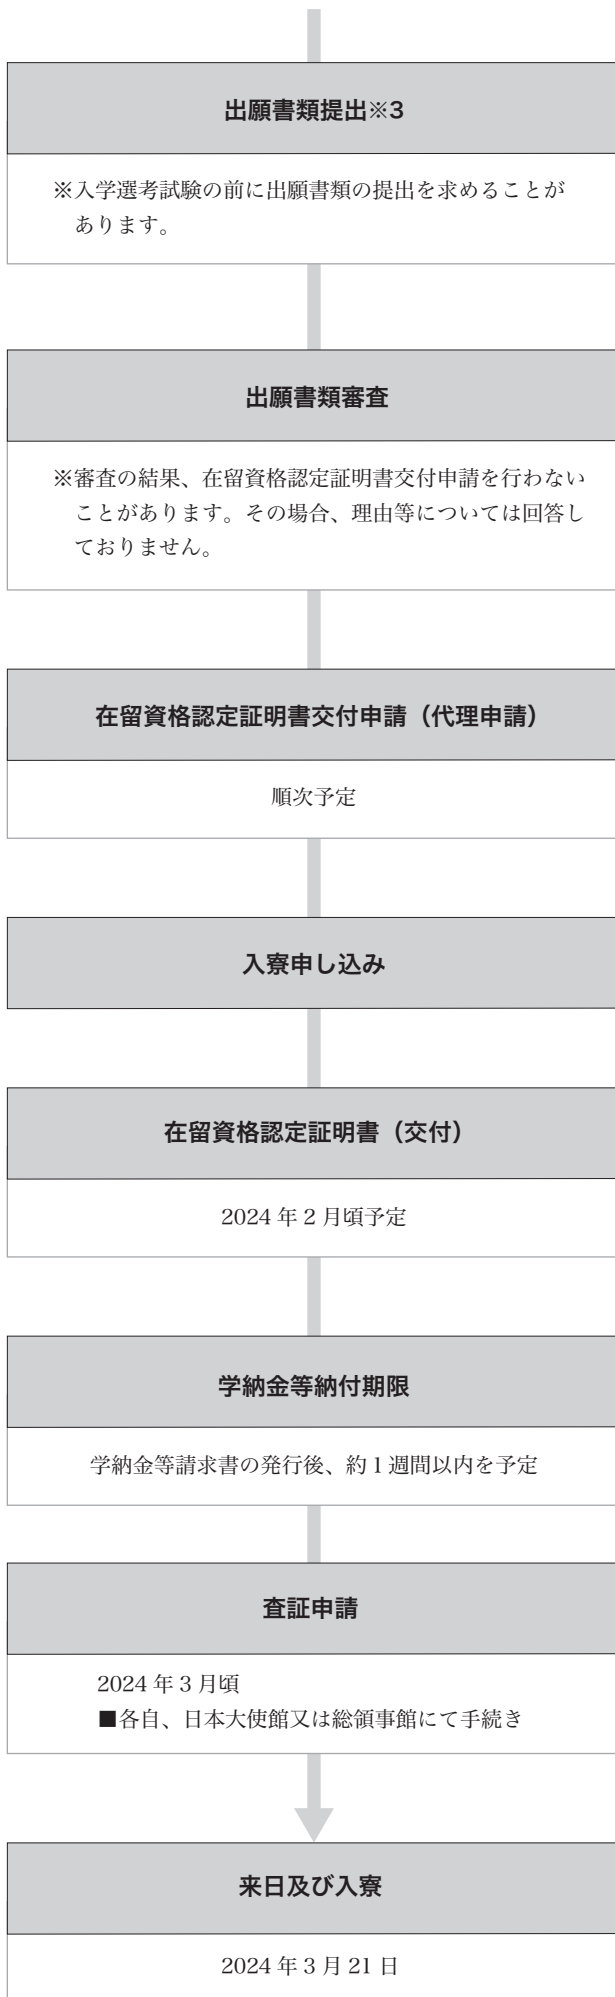 出願書類提出※3
※入学選考試験の前に出願書類の提出を求めることが
あります。
出願書類審査
※審査の結果、在留資格認定証明書交付申請を行わない
ことがあります。その場合、理由等については回答し
ておりません。
在留資格認定証明書交付申請（代理申請）
順次予定
入寮申し込み
在留資格認定証明書（交付）
2024 年 2 月頃予定
学納金等納付期限
学納金等請求書の発行後、約 1 週間以内を予定
査証申請
2024 年 3 月頃
■各自、日本大使館又は総領事館にて手続き
来日及び入寮
2024 年 3 月 21 日